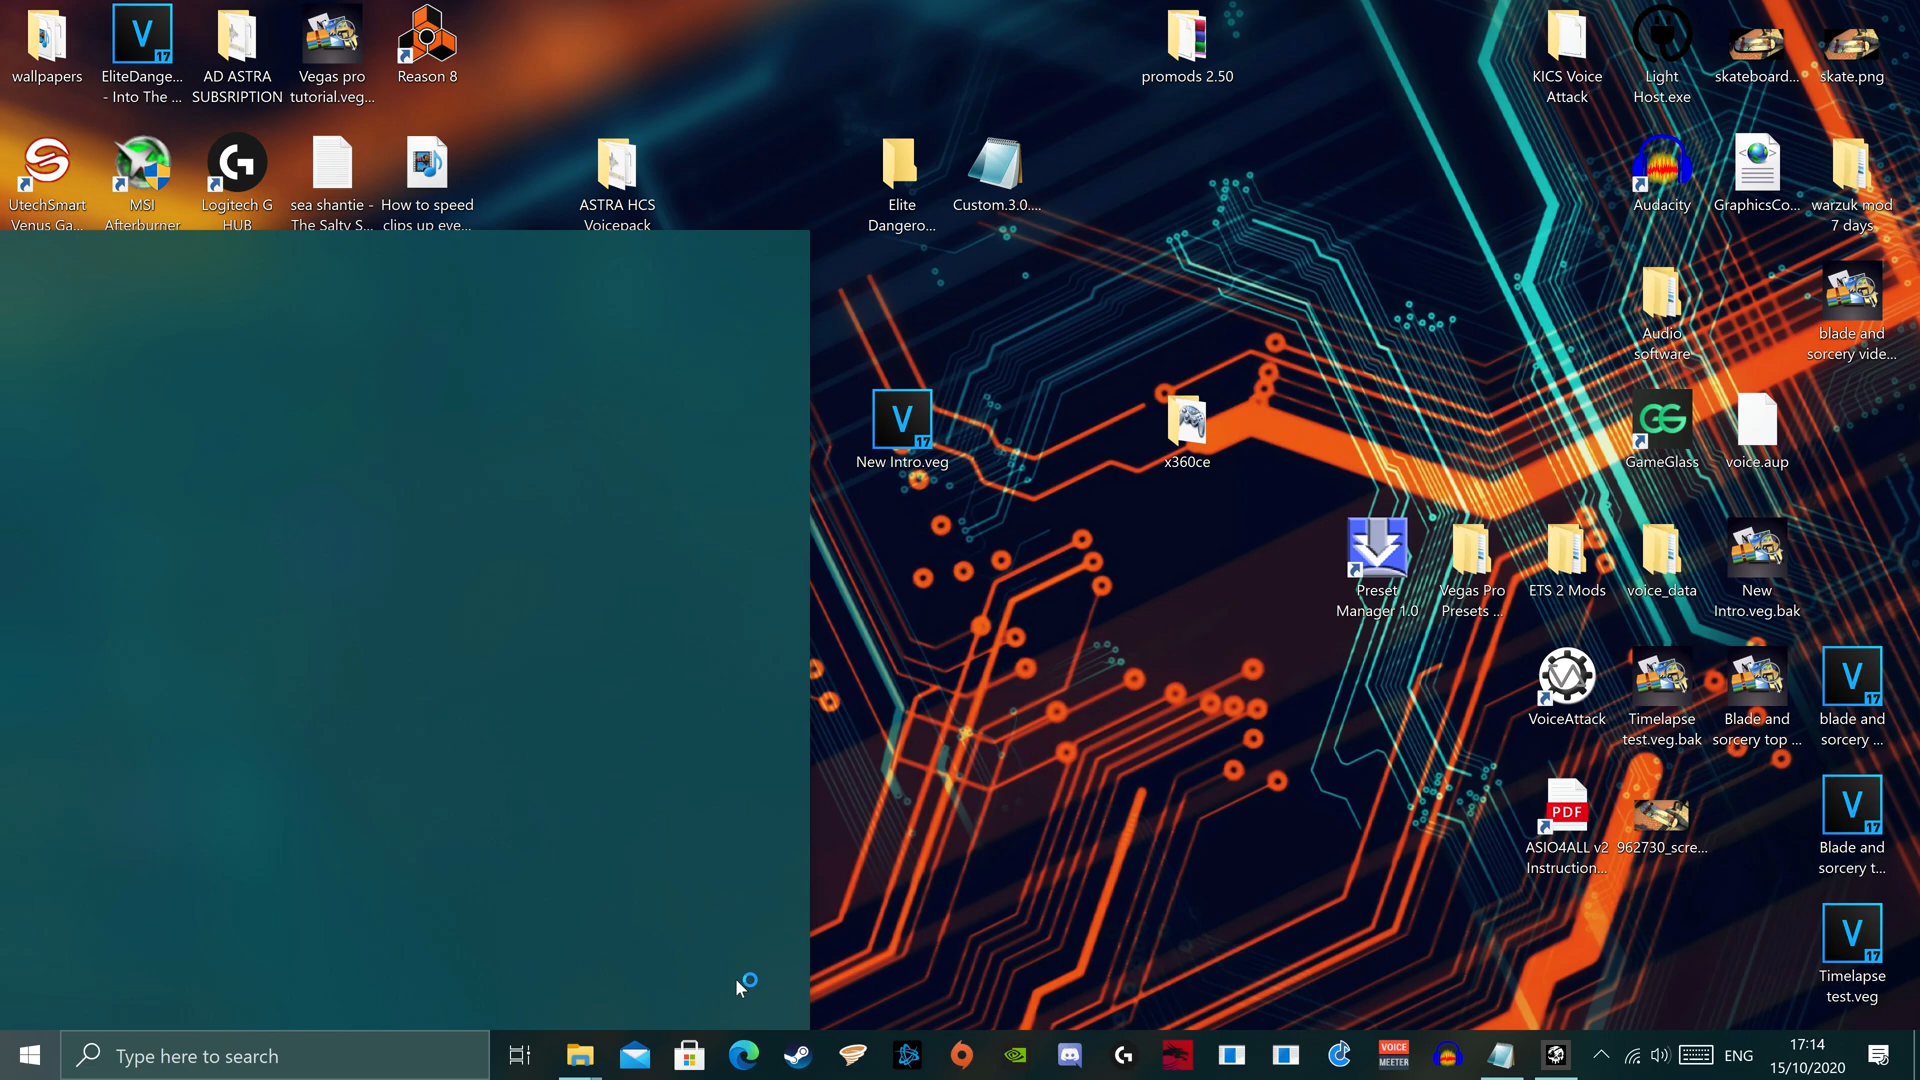 wallpapers
EliteDange...
- Into The ...
AD ASTRA
SUBSRIPTION
Vegas pro
tutorial.veg...
Reason 8
promods 2.50
KICS Voice
Attack
Light
Host.exe
skateboard...
skate.png
UtechSmart
Venus Ga...
MSI
Afterburner
Logitech G
HUB
sea shantie -
The Salty S...
How to speed
clips up eve...
ASTRA HCS
Voicepack
Elite
Dangero...
Custom.3.0....
Audacity
GraphicsCo...
warzuk mod
7 days
Audio
software
blade and
sorcery vide...
V
17
New Intro.veg
x360ce
GameGlass
voice.aup
Preset
Manager 1.0
Vegas Pro
Presets ...
ETS 2 Mods
voice_data
New
Intro.veg.bak
VoiceAttack
Timelapse
test.veg.bak
Blade and
sorcery top ...
blade and
sorcery ...
PDF
ASIO4ALL v2
Instruction...
962730_scre...
Blade and
sorcery t...
Timelapse
test.veg
Type here to search
VOICE
MEETER
ENG
17:14
15/10/2020